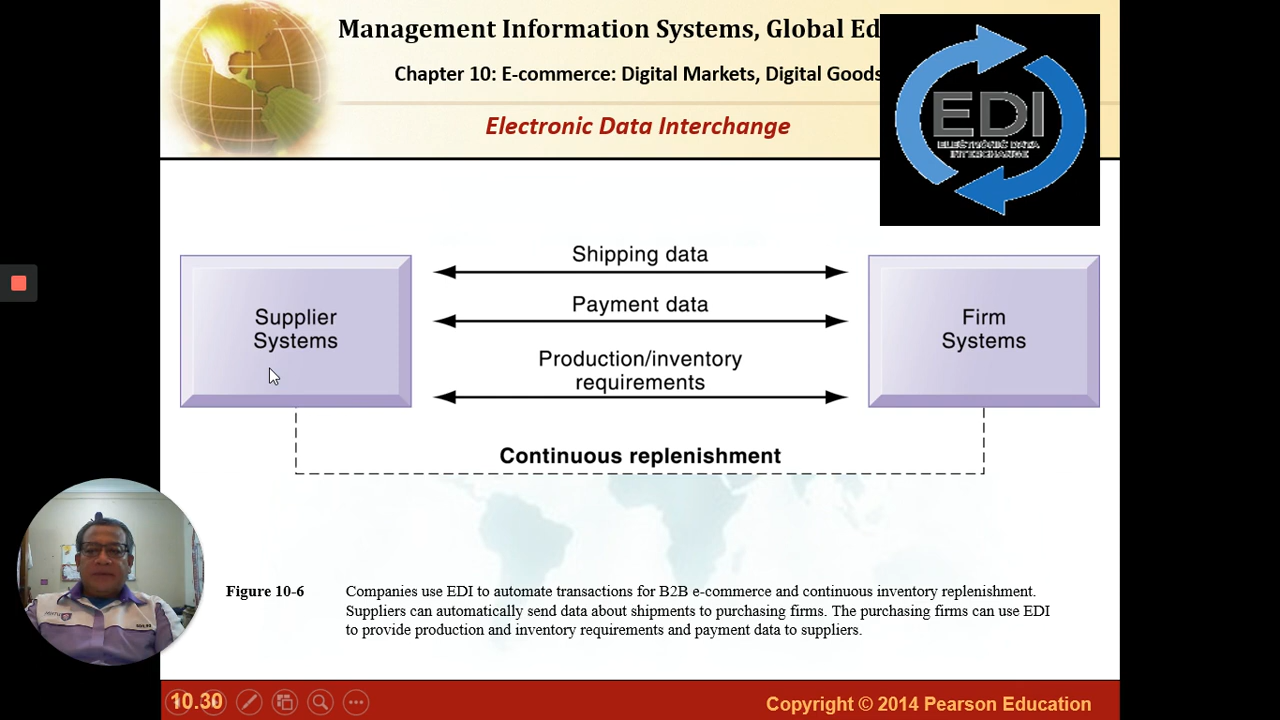 Management Information Systems, Global Ed
Chapter 10: E-commerce: Digital Markets, Digital Goods
Electronic Data Interchange
EDI
ELECTRONIC DATA
INTERCHANGE
Shipping data
Payment data
Production/inventory
requirements
Supplier
Systems
Firm
Systems
Continuous replenishment
Figure 10-6
Companies use EDI to automate transactions for B2B e-commerce and continuous inventory replenishment.
Suppliers can automatically send data about shipments to purchasing firms. The purchasing firms can use EDI
to provide production and inventory requirements and payment data to suppliers.
10.30
Copyright © 2014 Pearson Education